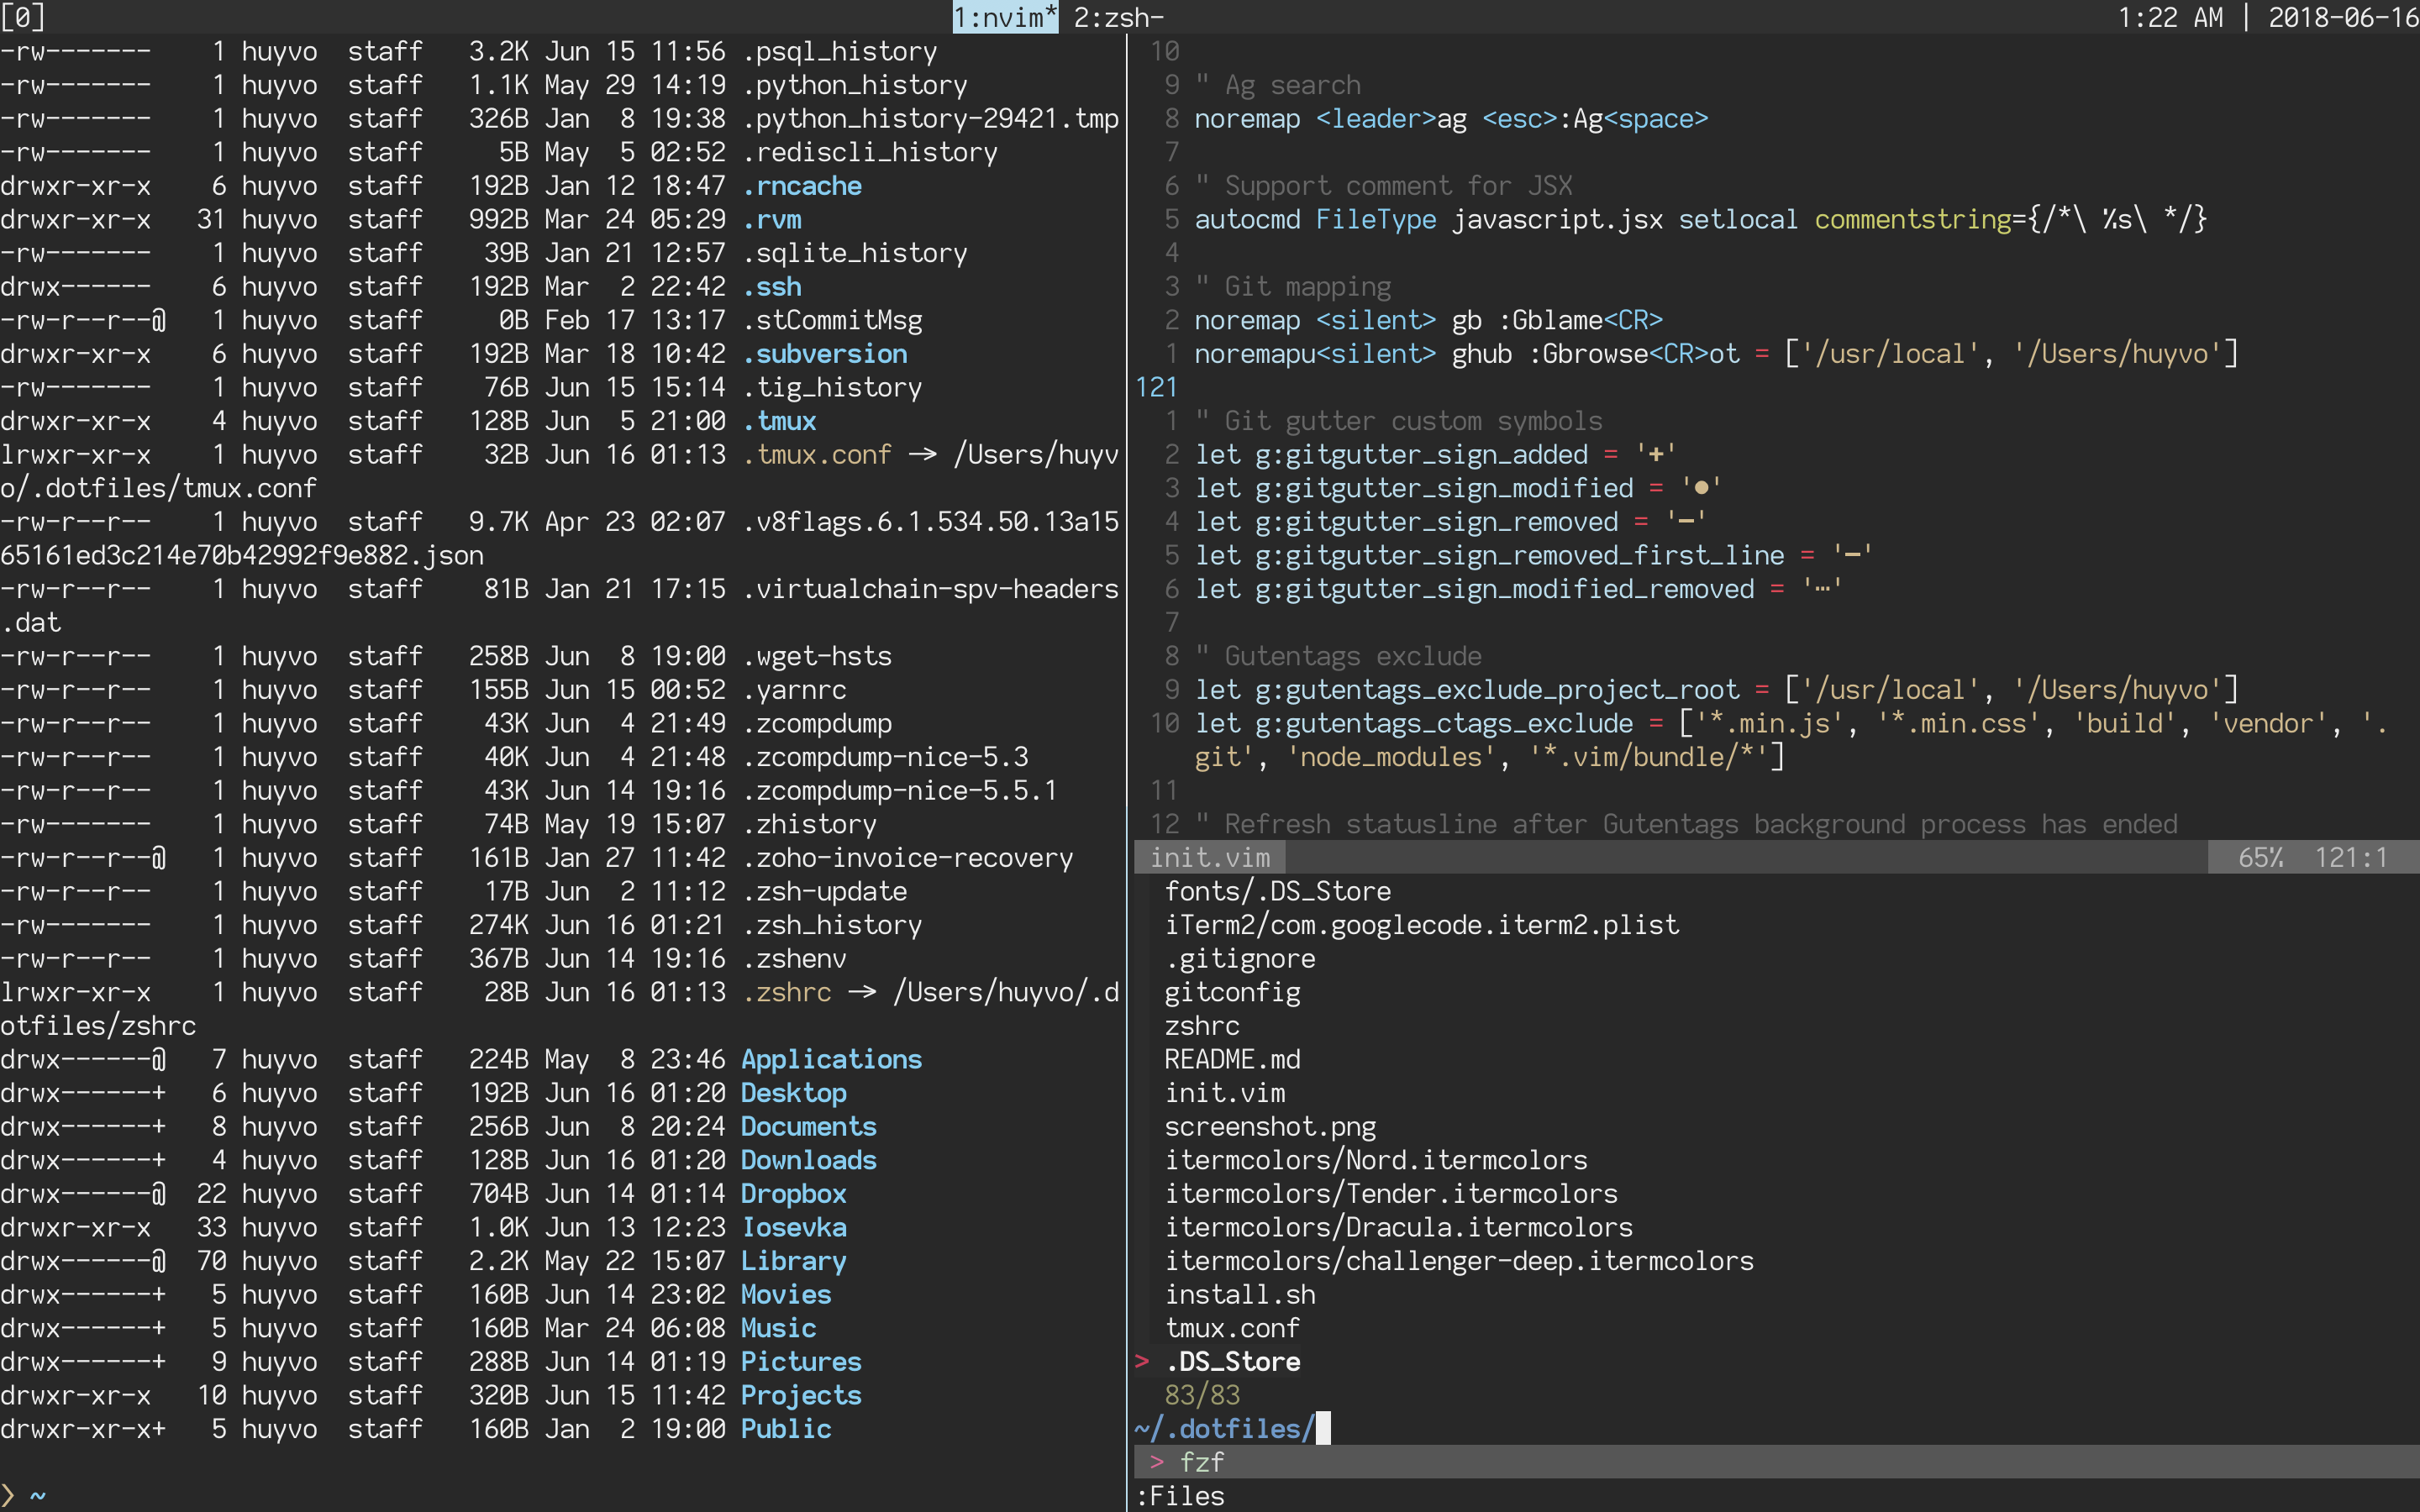 [0] 1:nvim* 2:zsh- 1:22 AM | 2018-06-16
-rw------- 1 huyvo staff 3.2K Jun 15 11:56 .psql_history
-rw------- 1 huyvo staff 1.1K May 29 14:19 .python_history
-rw------- 1 huyvo staff 326B Jan 8 19:38 .python_history-29421.tmp
-rw------- 1 huyvo staff 5B May 5 02:52 .rediscli_history
drwxr-xr-x 6 huyvo staff 192B Jan 12 18:47 .rncache
drwxr-xr-x 31 huyvo staff 992B Mar 24 05:29 .rvm
-rw------- 1 huyvo staff 39B Jan 21 12:57 .sqlite_history
drwx------ 6 huyvo staff 192B Mar 2 22:42 .ssh
-rw-r--r--@ 1 huyvo staff 0B Feb 17 13:17 .stCommitMsg
drwxr-xr-x 6 huyvo staff 192B Mar 18 10:42 .subversion
-rw------- 1 huyvo staff 76B Jun 15 15:14 .tig_history
drwxr-xr-x 4 huyvo staff 128B Jun 5 21:00 .tmux
lrwxr-xr-x 1 huyvo staff 32B Jun 16 01:13 .tmux.conf -> /Users/huyv
o/.dotfiles/tmux.conf
-rw-r--r-- 1 huyvo staff 9.7K Apr 23 02:07 .v8flags.6.1.534.50.13a15
65161ed3c214e70b42992f9e882.json
-rw-r--r-- 1 huyvo staff 81B Jan 21 17:15 .virtualchain-spv-headers
.dat
-rw-r--r-- 1 huyvo staff 258B Jun 8 19:00 .wget-hsts
-rw-r--r-- 1 huyvo staff 155B Jun 15 00:52 .yarnrc
-rw-r--r-- 1 huyvo staff 43K Jun 4 21:49 .zcompdump
-rw-r--r-- 1 huyvo staff 40K Jun 4 21:48 .zcompdump-nice-5.3
-rw-r--r-- 1 huyvo staff 43K Jun 14 19:16 .zcompdump-nice-5.5.1
-rw------- 1 huyvo staff 74B May 19 15:07 .zhistory
-rw-r--r--@ 1 huyvo staff 161B Jan 27 11:42 .zoho-invoice-recovery
-rw-r--r-- 1 huyvo staff 17B Jun 2 11:12 .zsh-update
-rw------- 1 huyvo staff 274K Jun 16 01:21 .zsh_history
-rw-r--r-- 1 huyvo staff 367B Jun 14 19:16 .zshenv
lrwxr-xr-x 1 huyvo staff 28B Jun 16 01:13 .zshrc -> /Users/huyvo/.d
otfiles/zshrc
drwx------@ 7 huyvo staff 224B May 8 23:46 Applications
drwx------+ 6 huyvo staff 192B Jun 16 01:20 Desktop
drwx------+ 8 huyvo staff 256B Jun 8 20:24 Documents
drwx------+ 4 huyvo staff 128B Jun 16 01:20 Downloads
drwx------@ 22 huyvo staff 704B Jun 14 01:14 Dropbox
drwxr-xr-x 33 huyvo staff 1.0K Jun 13 12:23 Iosevka
drwx------@ 70 huyvo staff 2.2K May 22 15:07 Library
drwx------+ 5 huyvo staff 160B Jun 14 23:02 Movies
drwx------+ 5 huyvo staff 160B Mar 24 06:08 Music
drwx------+ 9 huyvo staff 288B Jun 14 01:19 Pictures
drwxr-xr-x 10 huyvo staff 320B Jun 15 11:42 Projects
drwxr-xr-x+ 5 huyvo staff 160B Jan 2 19:00 Public
❯ ~
10
9 " Ag search
8 noremap <leader>ag <esc>:Ag<space>
7
6 " Support comment for JSX
5 autocmd FileType javascript.jsx setlocal commentstring={/*\ %s\ */}
4
3 " Git mapping
2 noremap <silent> gb :Gblame<CR>
1 noremapu<silent> ghub :Gbrowse<CR>ot = ['/usr/local', '/Users/huyvo']
121
1 " Git gutter custom symbols
2 let g:gitgutter_sign_added = '+'
3 let g:gitgutter_sign_modified = '●'
4 let g:gitgutter_sign_removed = '–'
5 let g:gitgutter_sign_removed_first_line = '–'
6 let g:gitgutter_sign_modified_removed = '…'
7
8 " Gutentags exclude
9 let g:gutentags_exclude_project_root = ['/usr/local', '/Users/huyvo']
10 let g:gutentags_ctags_exclude = ['*.min.js', '*.min.css', 'build', 'vendor', '.
git', 'node_modules', '*.vim/bundle/*']
11
12 " Refresh statusline after Gutentags background process has ended
init.vim 65% 121:1
fonts/.DS_Store
iTerm2/com.googlecode.iterm2.plist
.gitignore
gitconfig
zshrc
README.md
init.vim
screenshot.png
itermcolors/Nord.itermcolors
itermcolors/Tender.itermcolors
itermcolors/Dracula.itermcolors
itermcolors/challenger-deep.itermcolors
install.sh
tmux.conf
> .DS_Store
83/83
~/.dotfiles/
> fzf
:Files